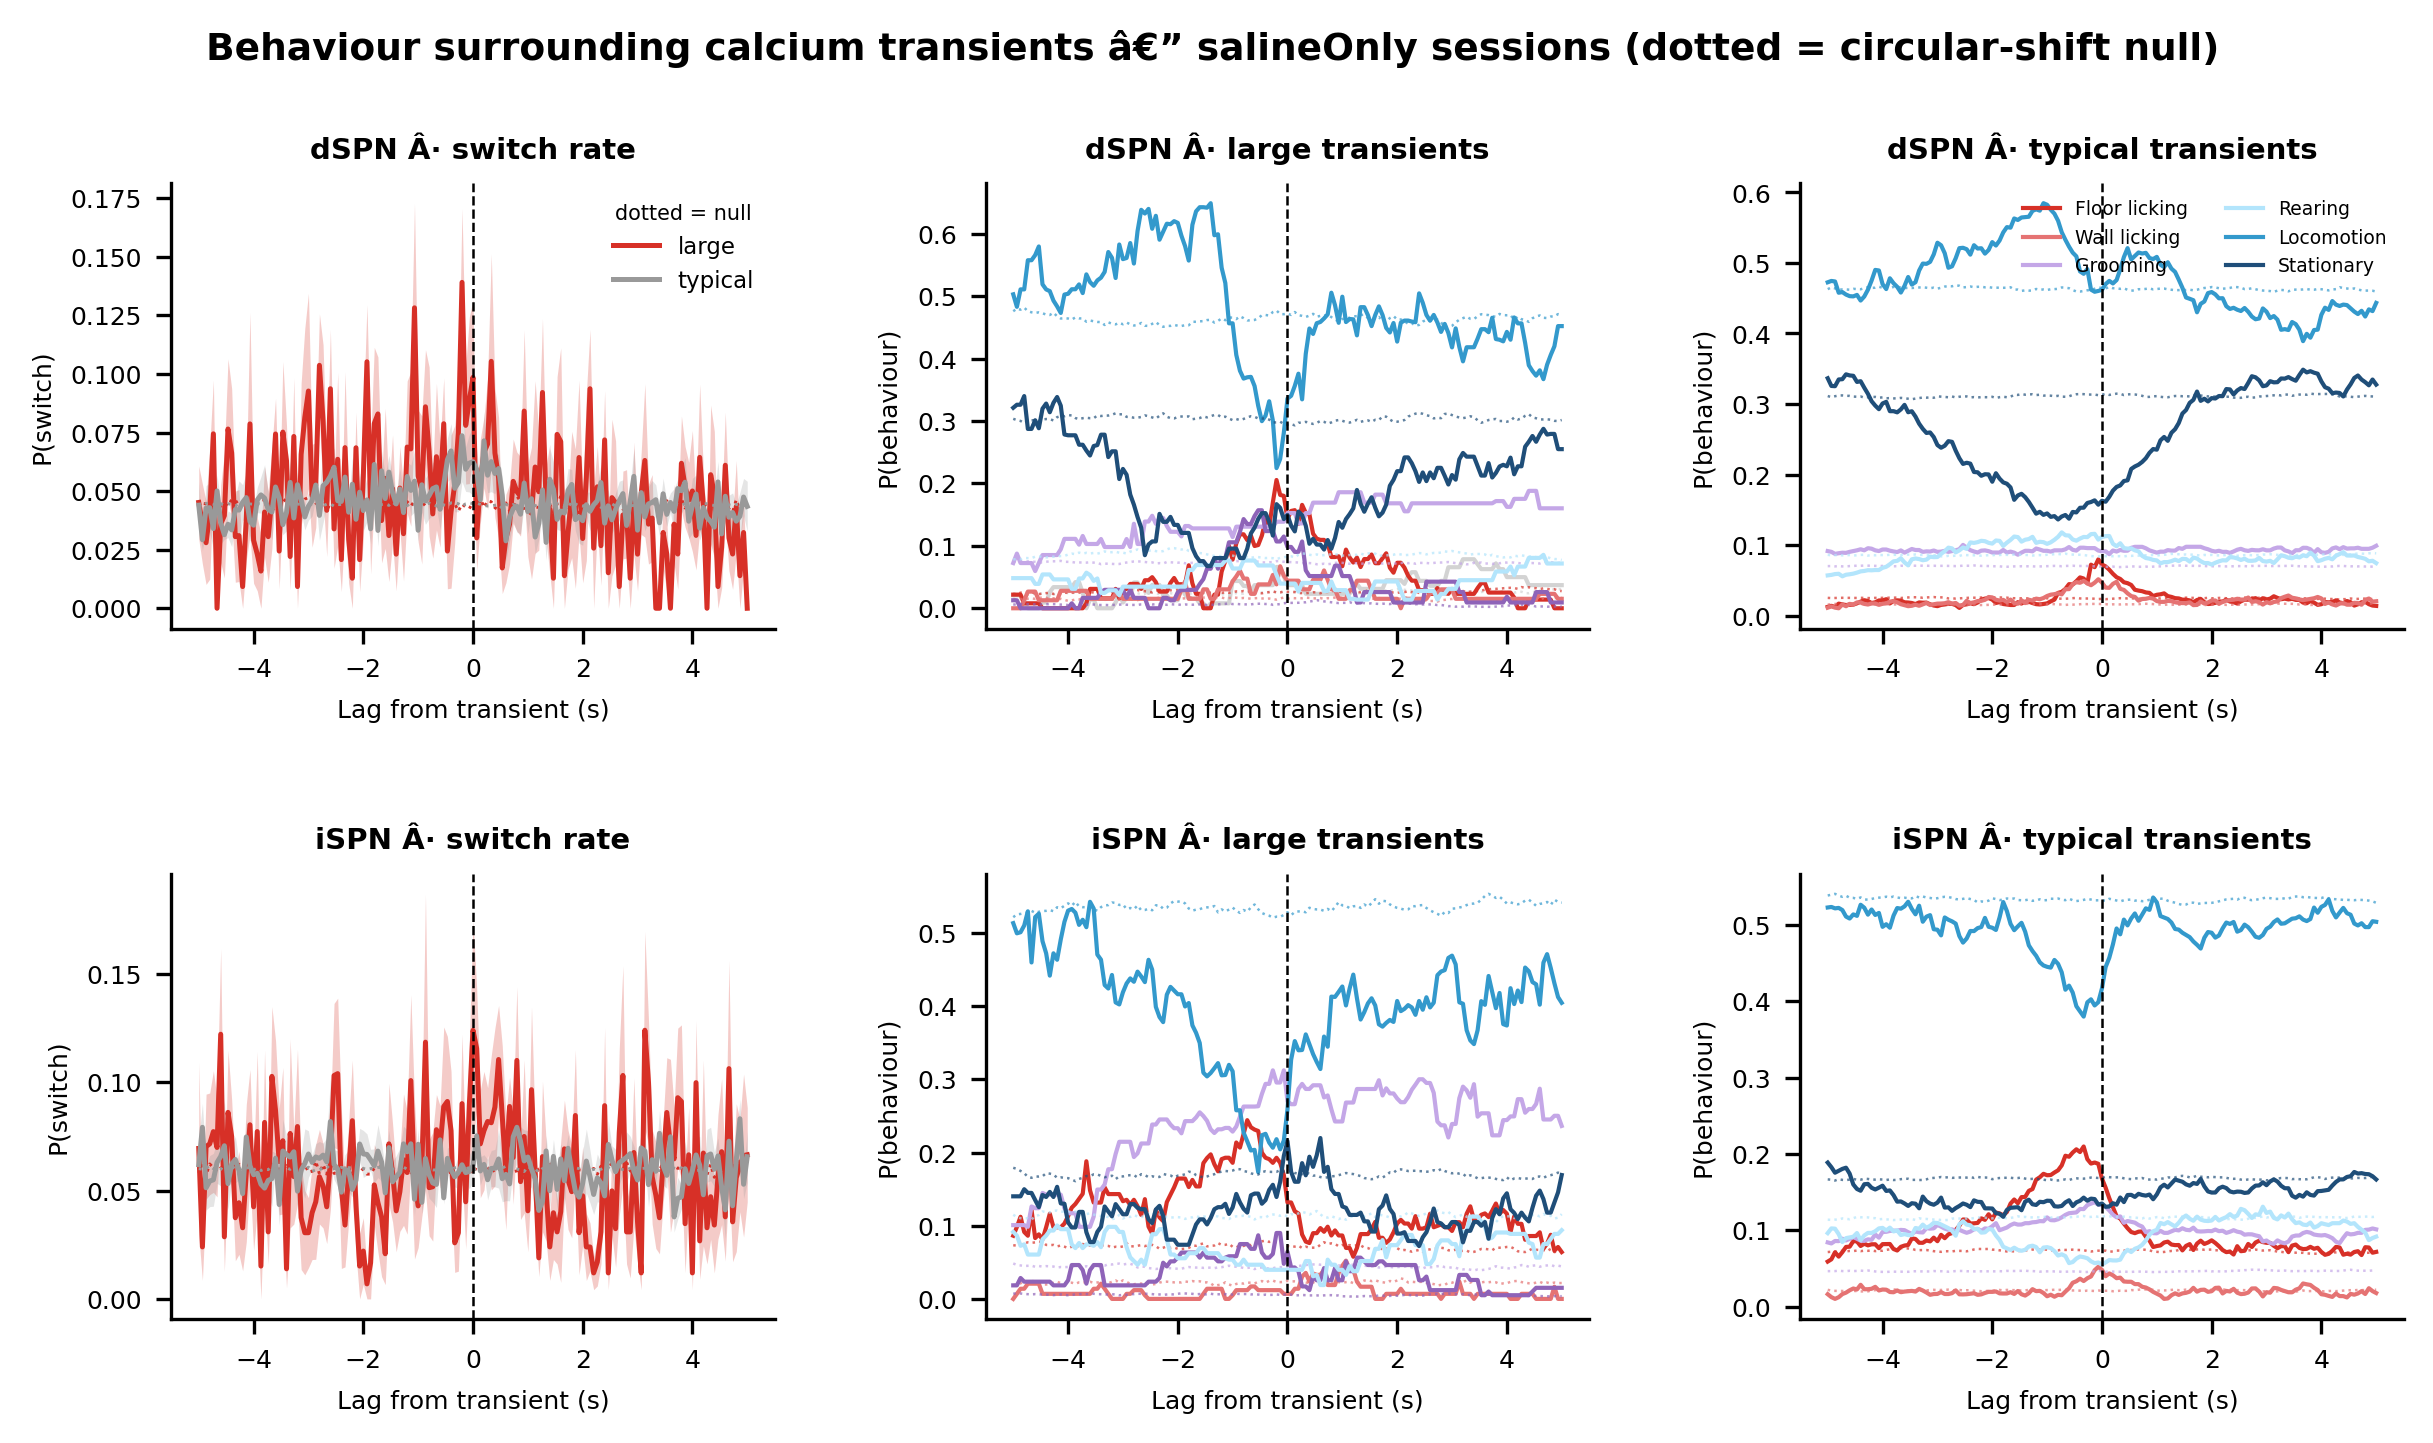 Behaviour surrounding calcium transients â€” salineOnly sessions (dotted = circular-shift null)
dSPN Â· switch rate
0.175
0.150
0.125
0.100
0.075
0.050
0.025
0.000
P(switch)
dotted = null
large
typical
−4 −2 0 2 4
Lag from transient (s)
dSPN Â· large transients
0.6
0.5
0.4
0.3
0.2
0.1
0.0
P(behaviour)
−4 −2 0 2 4
Lag from transient (s)
dSPN Â· typical transients
0.6
0.5
0.4
0.3
0.2
0.1
0.0
P(behaviour)
Floor licking
Wall licking
Grooming
Rearing
Locomotion
Stationary
−4 −2 0 2 4
Lag from transient (s)
iSPN Â· switch rate
0.15
0.10
0.05
0.00
P(switch)
−4 −2 0 2 4
Lag from transient (s)
iSPN Â· large transients
0.5
0.4
0.3
0.2
0.1
0.0
P(behaviour)
−4 −2 0 2 4
Lag from transient (s)
iSPN Â· typical transients
0.5
0.4
0.3
0.2
0.1
0.0
P(behaviour)
−4 −2 0 2 4
Lag from transient (s)